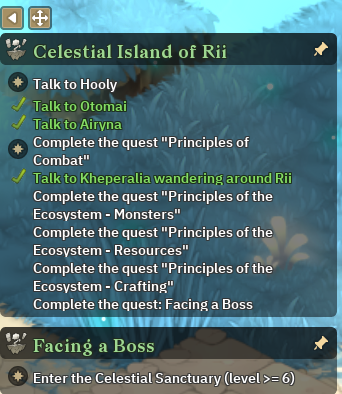 Celestial Island of Rii
Talk to Hooly
Talk to Otomai
Talk to Airyna
Complete the quest "Principles of
Combat"
Talk to Kheperalia wandering around Rii
Complete the quest "Principles of the
Ecosystem - Monsters"
Complete the quest "Principles of the
Ecosystem - Resources"
Complete the quest "Principles of the
Ecosystem - Crafting"
Complete the quest: Facing a Boss
Facing a Boss
Enter the Celestial Sanctuary (level >= 6)